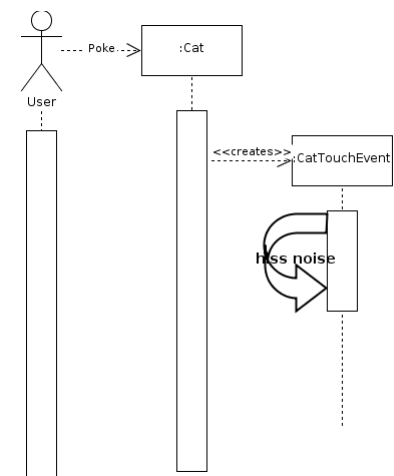 Poke
:Cat
User
<<creates>>
:CatTouchEvent
hiss noise